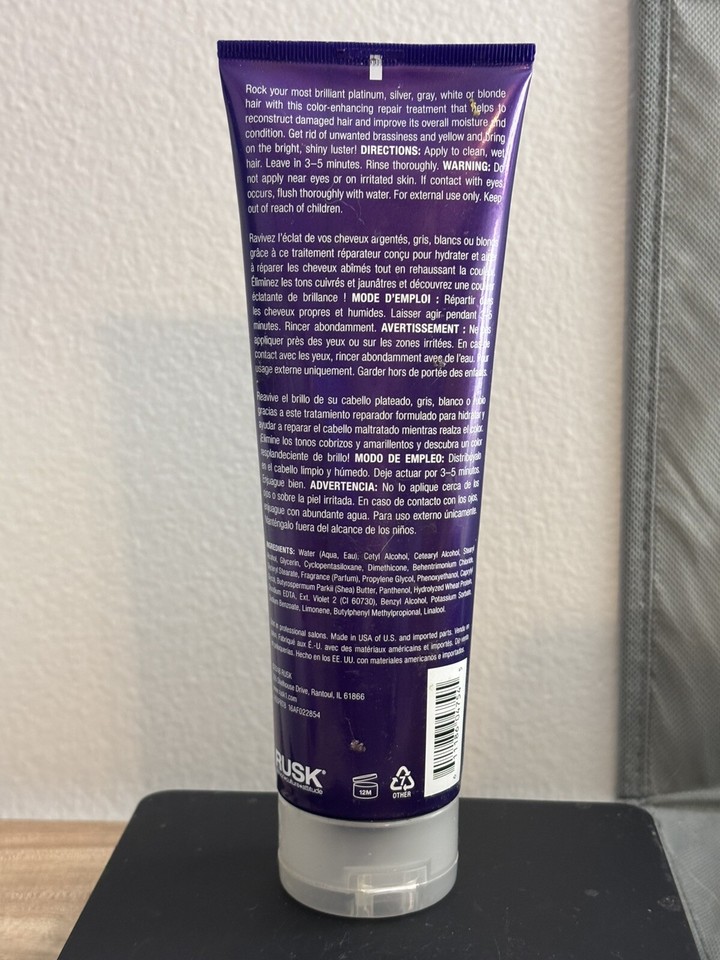 Rock your most brilliant platinum, silver, gray, white or blonde
hair with this color-enhancing repair treatment that helps to
reconstruct damaged hair and improve its overall moisture and
condition. Get rid of unwanted brassiness and yellow and bring
on the bright, shiny luster! DIRECTIONS: Apply to clean, wet
hair. Leave in 3–5 minutes. Rinse thoroughly. WARNING: Do
not apply near eyes or on irritated skin. If contact with eyes
occurs, flush thoroughly with water. For external use only. Keep
out of reach of children.
Ravivez l'éclat de vos cheveux argentés, gris, blancs ou blonds
grâce à ce traitement réparateur conçu pour hydrater et aider
à réparer les cheveux abîmés tout en rehaussant la couleur.
Éliminez les tons cuivrés et jaunâtres et découvrez une couleur
éclatante de brillance ! MODE D'EMPLOI : Répartir dans
les cheveux propres et humides. Laisser agir pendant 3-5
minutes. Rincer abondamment. AVERTISSEMENT : Ne pas
appliquer près des yeux ou sur les zones irritées. En cas de
contact avec les yeux, rincer abondamment avec de l'eau. Pour
usage externe uniquement. Garder hors de portée des enfants.
Reavive el brillo de su cabello plateado, gris, blanco o rubio
gracias a este tratamiento reparador formulado para hidratar y
ayudar a reparar el cabello maltratado mientras realza el color.
Elimine los tonos cobrizos y amarillentos y descubra un color
resplandeciente de brillo! MODO DE EMPLEO: Distribúyalo
en el cabello limpio y húmedo. Deje actuar por 3–5 minutos.
Enjuague bien. ADVERTENCIA: No lo aplique cerca de los
ojos o sobre la piel irritada. En caso de contacto con los ojos,
enjuague con abundante agua. Para uso externo únicamente.
Manténgalo fuera del alcance de los niños.
INGREDIENTS: Water (Aqua, Eau), Cetyl Alcohol, Cetearyl Alcohol, Stearyl
Alcohol, Glycerin, Cyclopentasiloxane, Dimethicone, Behentrimonium Chloride,
Stearate, Fragrance (Parfum), Propylene Glycol, Phenoxyethanol, Caprylyl
Butyrospermum Parkii (Shea) Butter, Panthenol, Hydrolyzed Wheat Protein,
Disodium EDTA, Ext. Violet 2 (CI 60730), Benzyl Alcohol, Potassium Sorbate,
Sodium Benzoate, Limonene, Butylphenyl Methylpropional, Linalool.
professional salons. Made in USA of U.S. and imported parts. Vente en
Fabriqué aux É.-U. avec des matériaux américains et importés. De venta
Hecho en los EE. UU. con materiales americanos e importados.
RUSK
Drive, Rantoul, IL 61866
16AF022854
RUSK
12M
7
OTHER